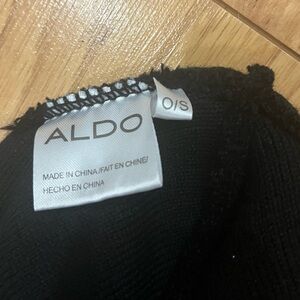 ALDO
O/S
MADE IN CHINA/FAIT EN CHINE/
HECHO EN CHINA